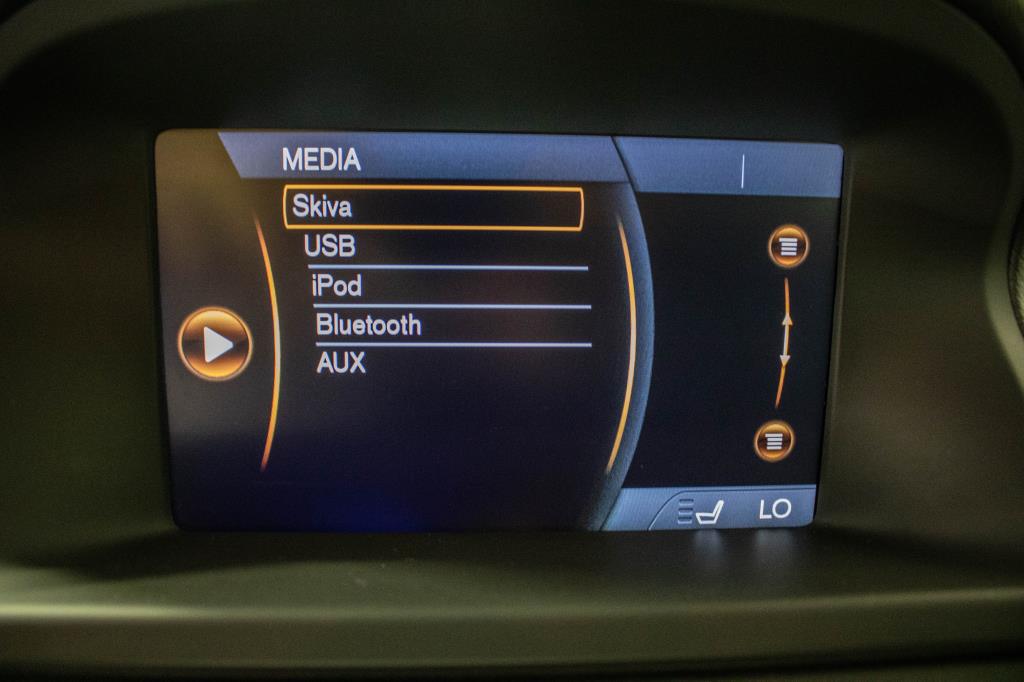 MEDIA
Skiva
USB
iPod
Bluetooth
AUX
LO